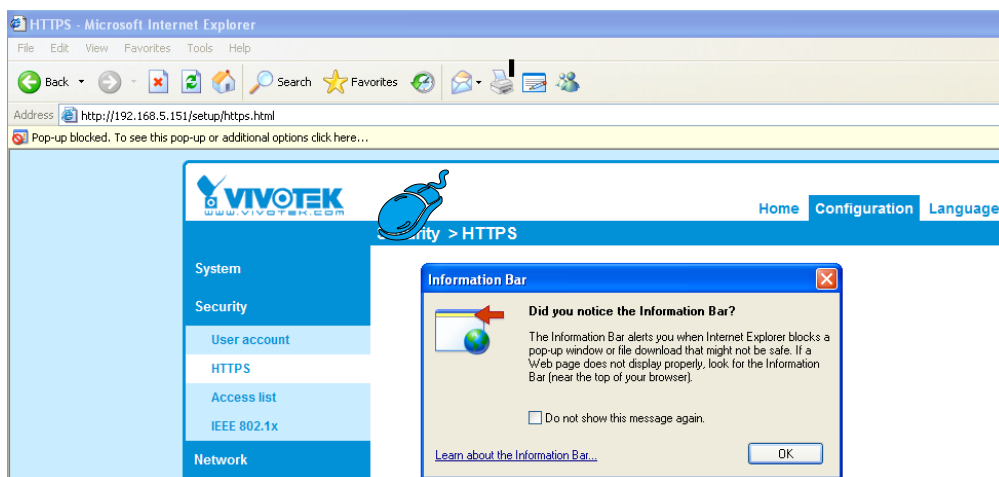 HTTPS - Microsoft Internet Explorer
File Edit View Favorites Tools Help
Back Search Favorites
Address http://192.168.5.151/setup/https.html
Pop-up blocked. To see this pop-up or additional options click here...
VIVOTEK
WWW.VIVOTEK.COM
Home Configuration Language
> HTTPS
System
Security
User account
HTTPS
Access list
IEEE 802.1x
Network
Information Bar
Did you notice the Information Bar?
The Information Bar alerts you when Internet Explorer blocks a
pop-up window or file download that might not be safe. If a
Web page does not display properly, look for the Information
Bar (near the top of your browser).
Do not show this message again.
Learn about the Information Bar...
OK